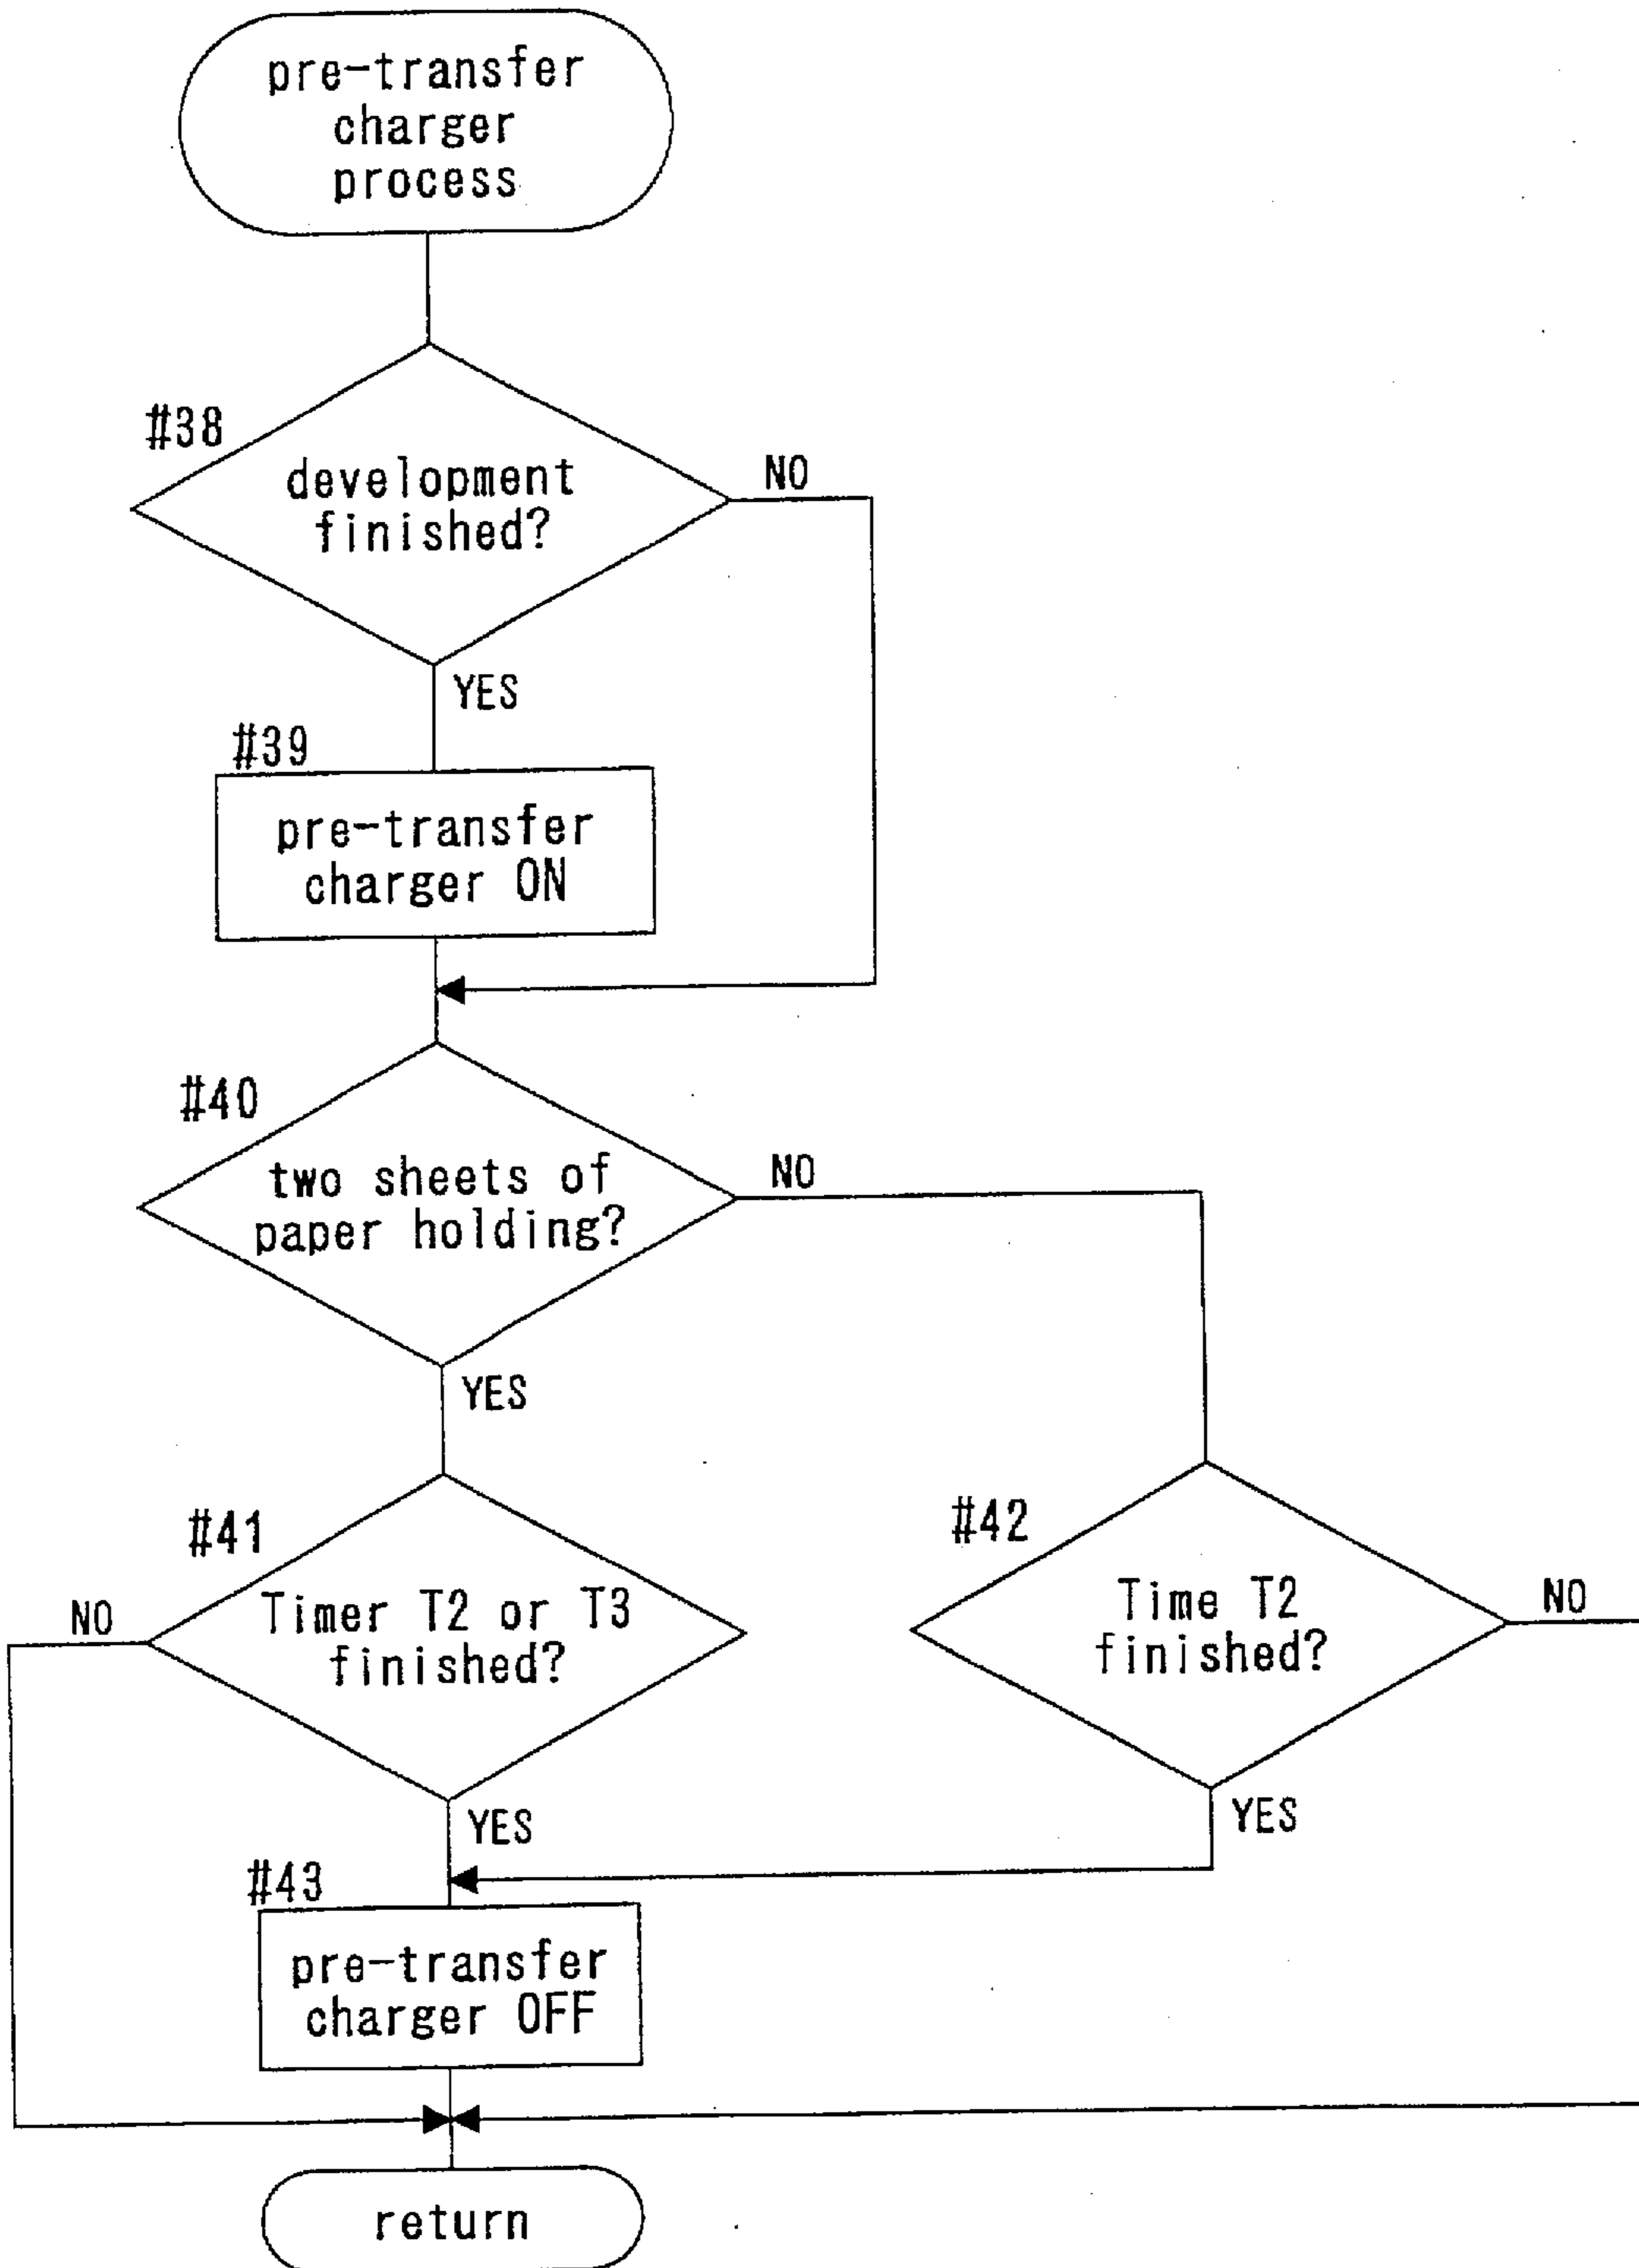 pre-transfer
charger
process
#38
development
finished?
NO
YES
#39
pre-transfer
charger ON
#40
two sheets of
paper holding?
NO
YES
#41
Timer T2 or T3
finished?
NO
YES
#42
Time T2
finished?
NO
YES
#43
pre-transfer
charger OFF
return